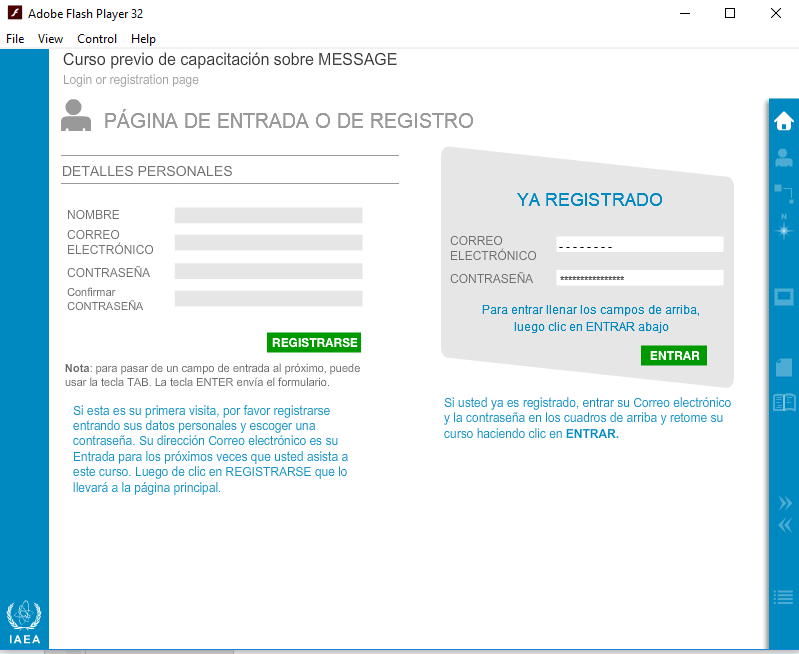 Adobe Flash Player 32
File View Control Help
Curso previo de capacitación sobre MESSAGE
Login or registration page
PÁGINA DE ENTRADA O DE REGISTRO
DETALLES PERSONALES
NOMBRE
CORREO
ELECTRÓNICO
CONTRASEÑA
Confirmar
CONTRASEÑA
REGISTRARSE
Nota: para pasar de un campo de entrada al próximo, puede
usar la tecla TAB. La tecla ENTER envía el formulario.
Si esta es su primera visita, por favor registrarse
entrando sus datos personales y escoger una
contraseña. Su dirección Correo electrónico es su
Entrada para los próximos veces que usted asista a
este curso. Luego de clic en REGISTRARSE que lo
llevará a la página principal.
YA REGISTRADO
CORREO
ELECTRÓNICO
--------
CONTRASEÑA
****************
Para entrar llenar los campos de arriba,
luego clic en ENTRAR abajo
ENTRAR
Si usted ya es registrado, entrar su Correo electrónico
y la contraseña en los cuadros de arriba y retome su
curso haciendo clic en ENTRAR.
N
IAEA